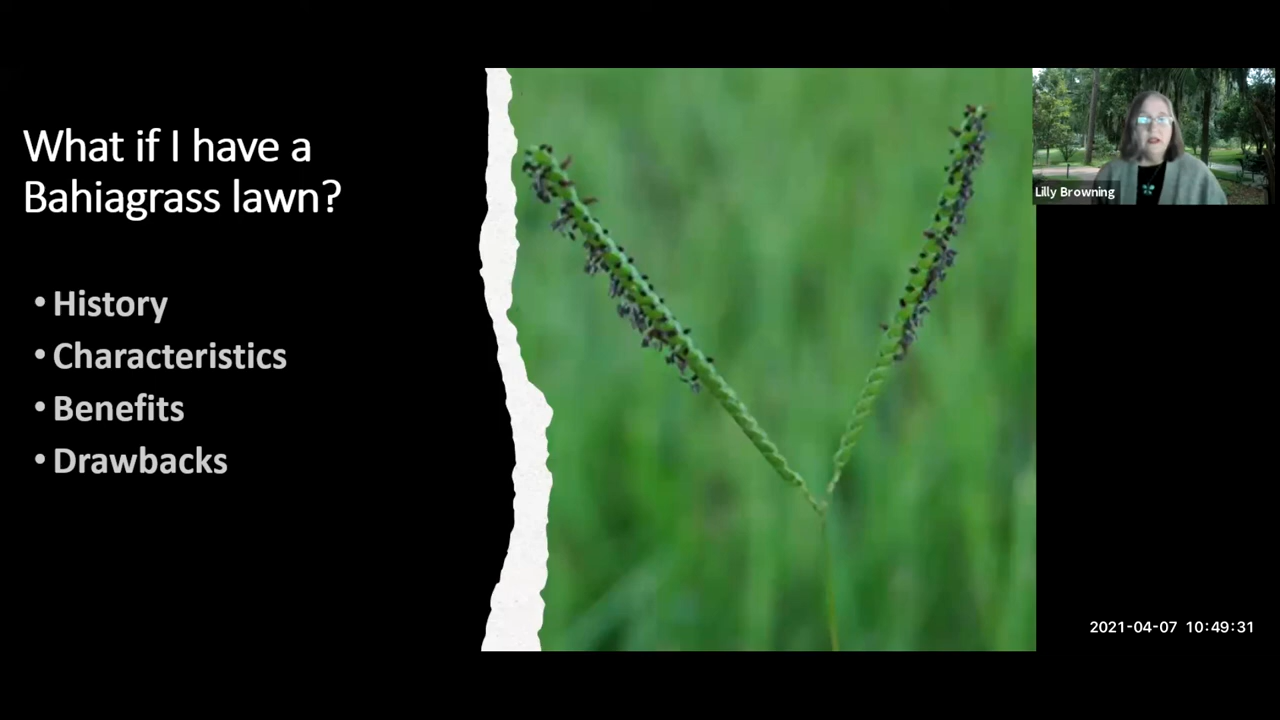 What if I have a
Bahiagrass lawn?
• History
• Characteristics
• Benefits
• Drawbacks
Lilly Browning
2021-04-07 10:49:31